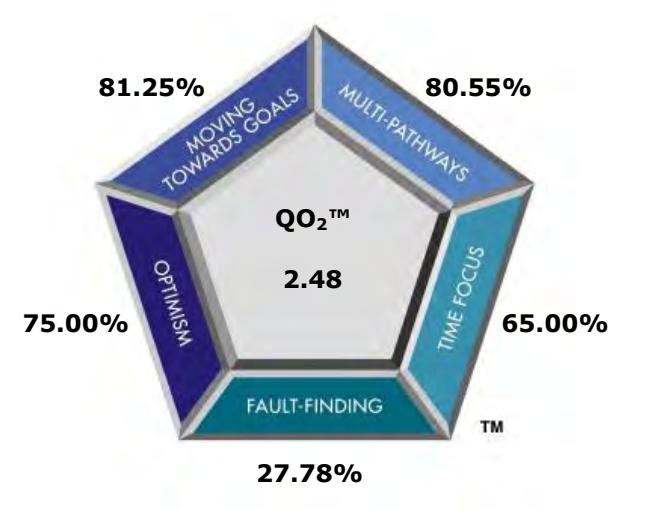 81.25%
80.55%
MOVING
TOWARDS GOALS
MULTI-PATHWAYS
QO₂™
2.48
OPTIMISM
TIME FOCUS
75.00%
65.00%
FAULT-FINDING
TM
27.78%